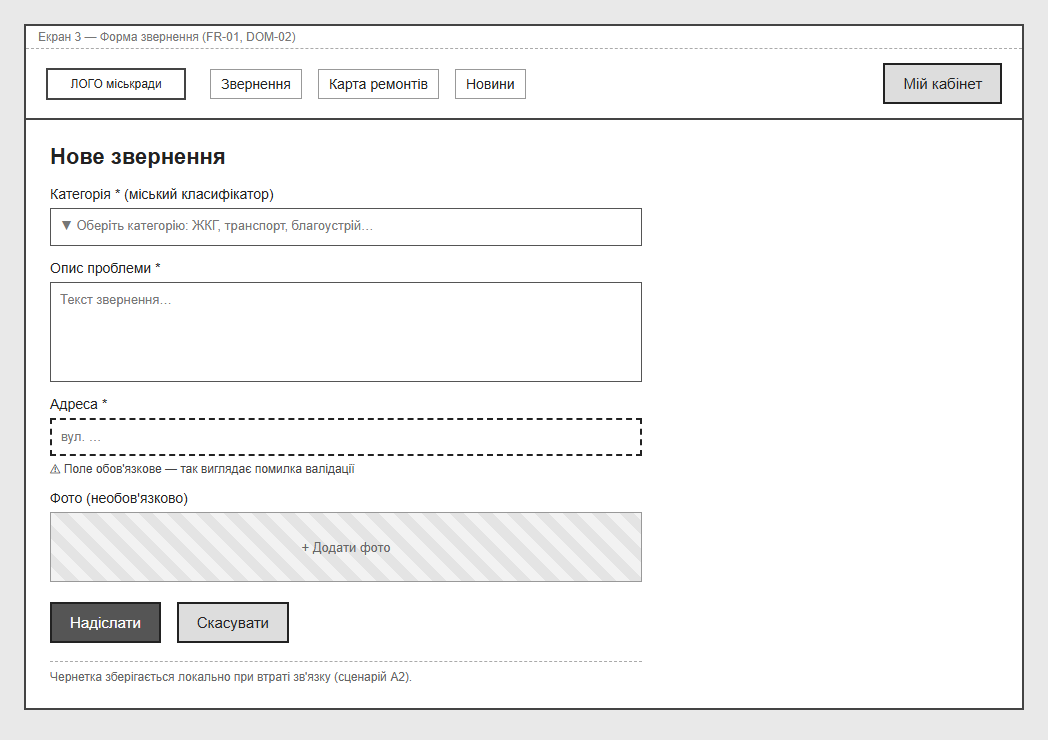 Екран 3 — Форма звернення (FR-01, DOM-02)
ЛОГО міськради
Звернення
Карта ремонтів
Новини
Мій кабінет
Нове звернення
Категорія * (міський класифікатор)
▼ Оберіть категорію: ЖКГ, транспорт, благоустрій…
Опис проблеми *
Текст звернення…
Адреса *
вул. …
⚠ Поле обов'язкове — так виглядає помилка валідації
Фото (необов'язково)
+ Додати фото
Надіслати
Скасувати
Чернетка зберігається локально при втраті зв'язку (сценарій А2).